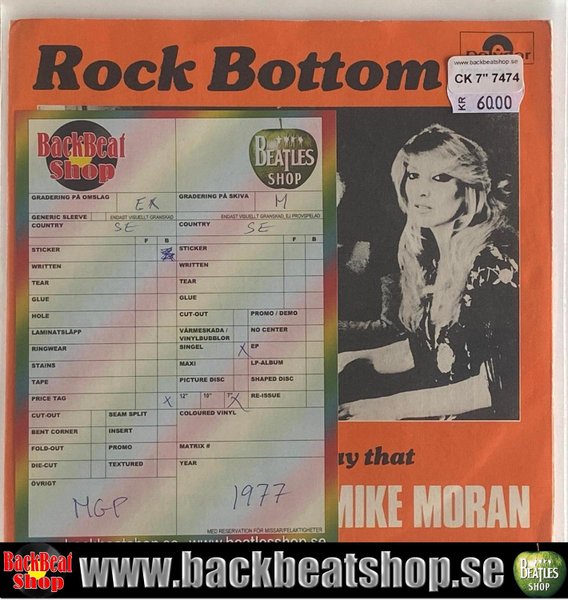 Rock Bottom
www.backbeatshop.se
CK 7" 7474
KR 6000
BackBeat
Shop
BEATLES
SHOP
GRADERING PÅ OMSLAG EX
GRADERING PÅ SKIVA M
GENERIC SLEEVE
ENDAST VISUELLT GRANSKAD
ENDAST VISUELLT GRANSKAD, EJ PROVSPELAD
COUNTRY SE
COUNTRY SE
F B
F B
STICKER
STICKER
WRITTEN
WRITTEN
TEAR
TEAR
GLUE
GLUE
HOLE
CUT-OUT
PROMO / DEMO
LAMINATSLÄPP
VÄRMESKADA /
VINYLBUBBLOR
NO CENTER
RINGWEAR
SINGEL X
EP
STAINS
MAXI
LP-ALBUM
TAPE
PICTURE DISC
SHAPED DISC
PRICE TAG X
12" 10" 7" X
RE-ISSUE
CUT-OUT
SEAM SPLIT
COLOURED VINYL
BENT CORNER
INSERT
FOLD-OUT
PROMO
MATRIX #
DIE-CUT
TEXTURED
YEAR
ÖVRIGT
MGP
1977
MED RESERVATION FÖR MISSAR/FELAKTIGHETER
that
MIKE MORAN
www.backbeatshop.se
BackBeat
Shop
BEATLES
SHOP